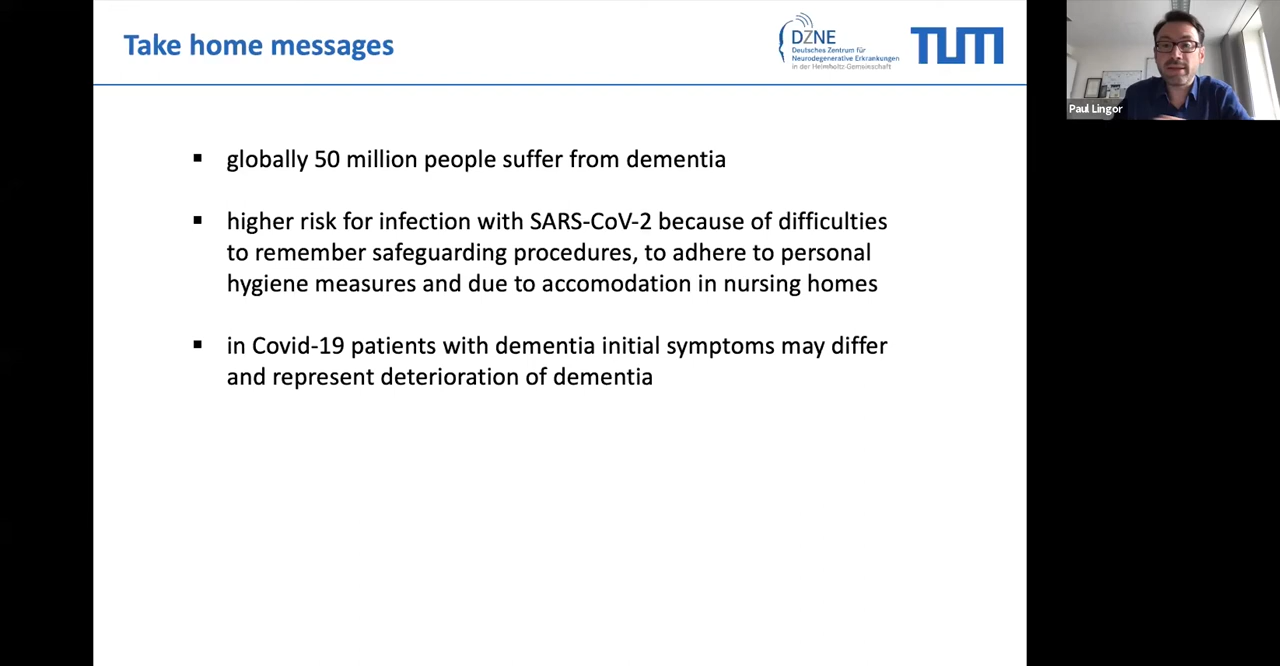 Take home messages
DZNE
Deutsches Zentrum für
Neurodegenerative Erkrankungen
in der Helmholtz-Gemeinschaft
TUM
Paul Lingor
▪ globally 50 million people suffer from dementia
▪ higher risk for infection with SARS-CoV-2 because of difficulties
to remember safeguarding procedures, to adhere to personal
hygiene measures and due to accomodation in nursing homes
▪ in Covid-19 patients with dementia initial symptoms may differ
and represent deterioration of dementia